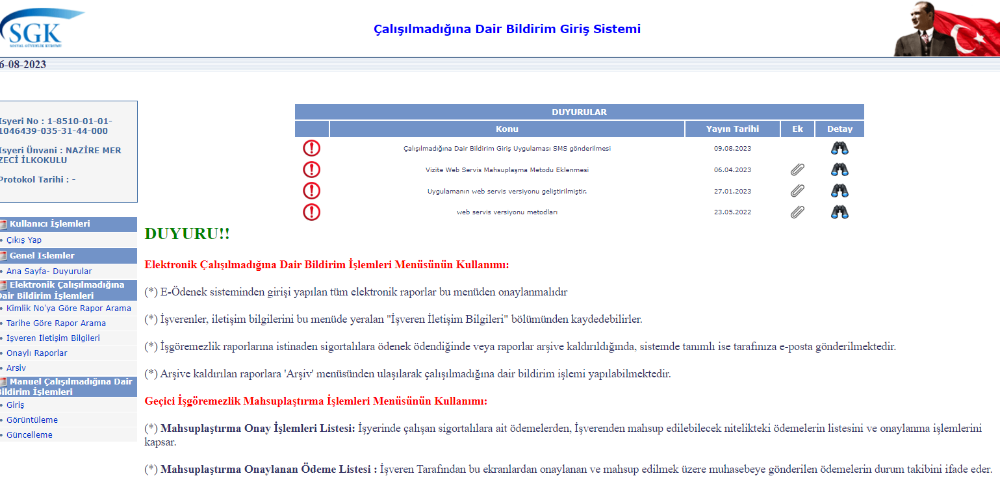 SGK
SOSYAL GÜVENLİK KURUMU
Çalışılmadığına Dair Bildirim Giriş Sistemi
6-08-2023
İsyeri No : 1-8510-01-01-
1046439-035-31-44-000
İsyeri Ünvani : NAZİRE MER
ZECİ İLKOKULU
Protokol Tarihi : -
Kullanıcı İşlemleri
Çıkış Yap
Genel Islemler
Ana Sayfa- Duyurular
Elektronik Çalışılmadığına
Dair Bildirim İşlemleri
Kimlik No'ya Göre Rapor Arama
Tarihe Göre Rapor Arama
İşveren İletişim Bilgileri
Onaylı Raporlar
Arsiv
Manuel Çalışılmadığına Dair
Bildirim İşlemleri
Giriş
Görüntüleme
Güncelleme
DUYURULAR
Konu Yayın Tarihi Ek Detay
Çalışılmadığına Dair Bildirim Giriş Uygulaması SMS gönderilmesi 09.08.2023
Vizite Web Servis Mahsuplaşma Metodu Eklenmesi 06.04.2023
Uygulamanın web servis versiyonu geliştirilmiştir. 27.01.2023
web servis versiyonu metodları 23.05.2022
DUYURU!!
Elektronik Çalışılmadığına Dair Bildirim İşlemleri Menüsünün Kullanımı:
(*) E-Ödenek sisteminden girişi yapılan tüm elektronik raporlar bu menüden onaylanmalıdır
(*) İşverenler, iletişim bilgilerini bu menüde yeralan "İşveren İletişim Bilgileri" bölümünden kaydedebilirler.
(*) İşgöremezlik raporlarına istinaden sigortalılara ödenek ödendiğinde veya raporlar arşive kaldırıldığında, sistemde tanımlı ise tarafınıza e-posta gönderilmektedir.
(*) Arşive kaldırılan raporlara 'Arşiv' menüsünden ulaşılarak çalışılmadığına dair bildirim işlemi yapılabilmektedir.
Geçici İşgöremezlik Mahsuplaştırma İşlemleri Menüsünün Kullanımı:
(*) Mahsuplaştırma Onay İşlemleri Listesi: İşyerinde çalışan sigortalılara ait ödemelerden, İşverenden mahsup edilebilecek nitelikteki ödemelerin listesini ve onaylanma işlemlerini
kapsar.
(*) Mahsuplaştırma Onaylanan Ödeme Listesi : İşveren Tarafından bu ekranlardan onaylanan ve mahsup edilmek üzere muhasebeye gönderilen ödemelerin durum takibini ifade eder.